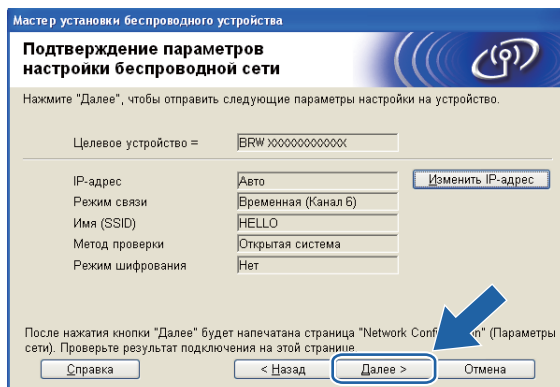 Мастер установки беспроводного устройства
Подтверждение параметров
настройки беспроводной сети
Нажмите "Далее", чтобы отправить следующие параметры настройки на устройство.
Целевое устройство =
BRW XXXXXXXXXXXX
IP-адрес
Авто
Изменить IP-адрес
Режим связи
Временная (Канал 6)
Имя (SSID)
HELLO
Метод проверки
Открытая система
Режим шифрования
Нет
После нажатия кнопки "Далее" будет напечатана страница "Network (Параметры
сети). Проверьте результат подключения на этой странице.
Справка
< Назад
Далее >
Отмена